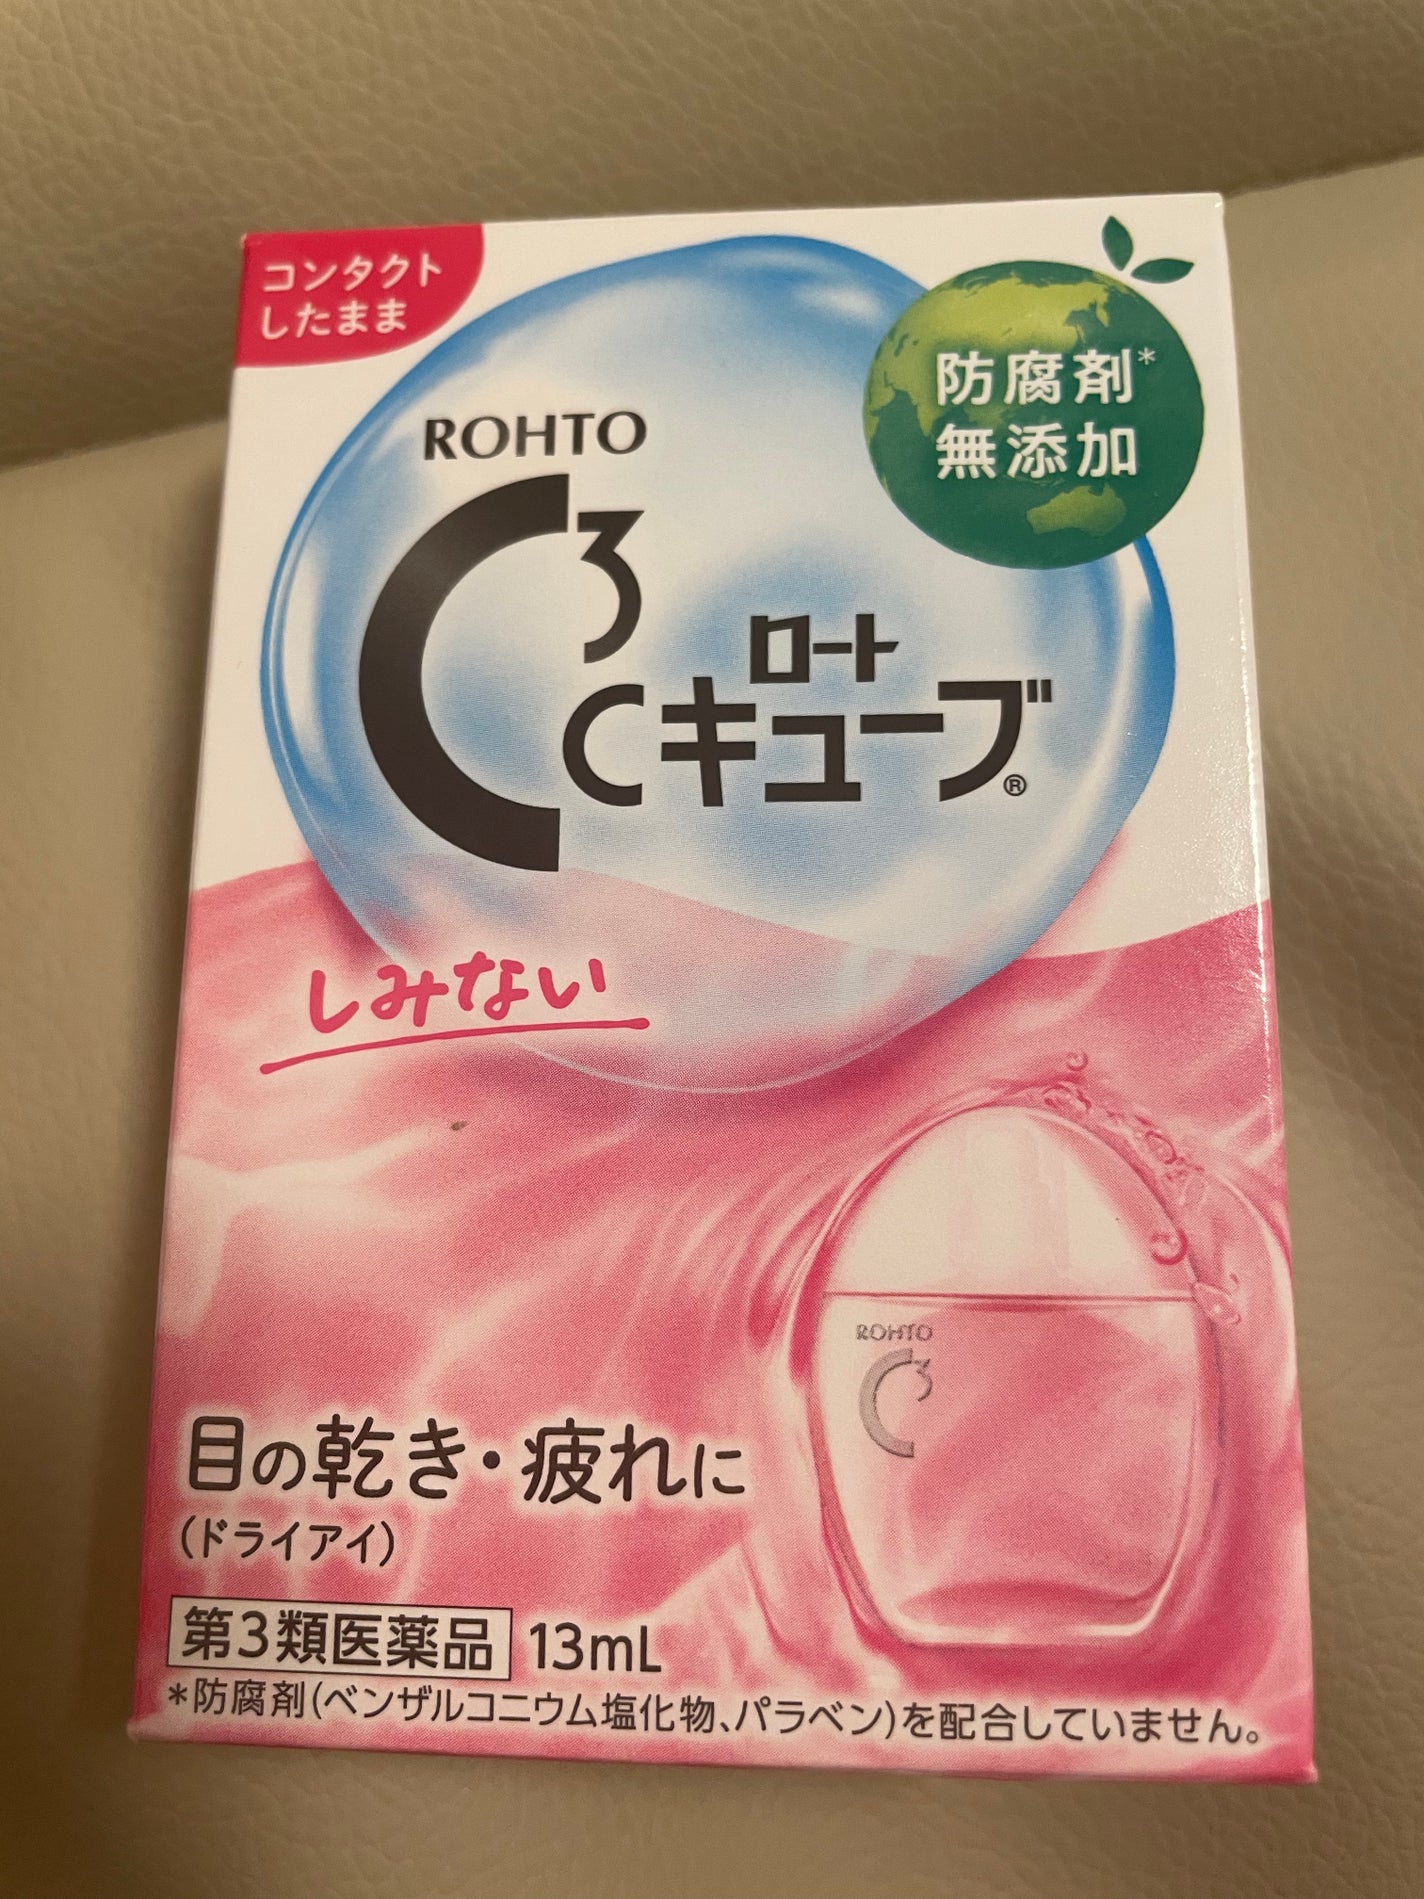 コンタクト
したまま
防腐剤*
無添加
ROHTO
C3
ロート
Cキューブ®
しみない
ROHTO
C3
目の乾き・疲れに
(ドライアイ)
第3類医薬品 13mL
*防腐剤(ベンザルコニウム塩化物、パラベン)を配合していません。